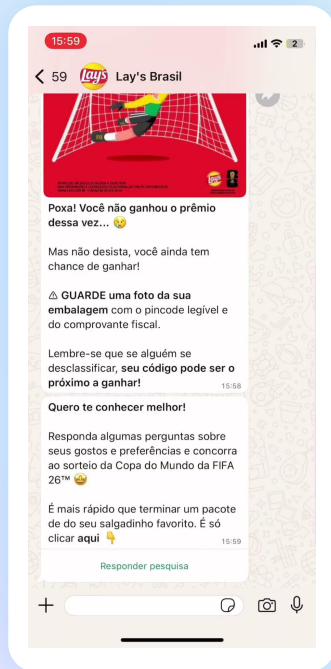 15:59
2
59
Lay's
Lay's Brasil
Poxa! Você não ganhou o prêmio
dessa vez... 😢
Mas não desista, você ainda tem
chance de ganhar!
⚠ GUARDE uma foto da sua
embalagem com o pincode legível e
do comprovante fiscal.
Lembre-se que se alguém se
desclassificar, seu código pode ser o
próximo a ganhar!
15:58
Quero te conhecer melhor!
Responda algumas perguntas sobre
seus gostos e preferências e concorra
ao sorteio da Copa do Mundo da FIFA
26™ 🤩
É mais rápido que terminar um pacote
de do seu salgadinho favorito. É só
clicar aqui 👇
15:59
Responder pesquisa